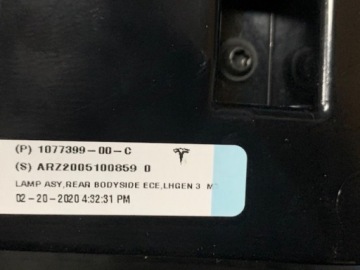 (P) 1077399-00-C
(S) ARZ2005100859 0
LAMP ASY,REAR BODYSIDE ECE,LHGEN 3
02-20-2020 4:32:31 PM